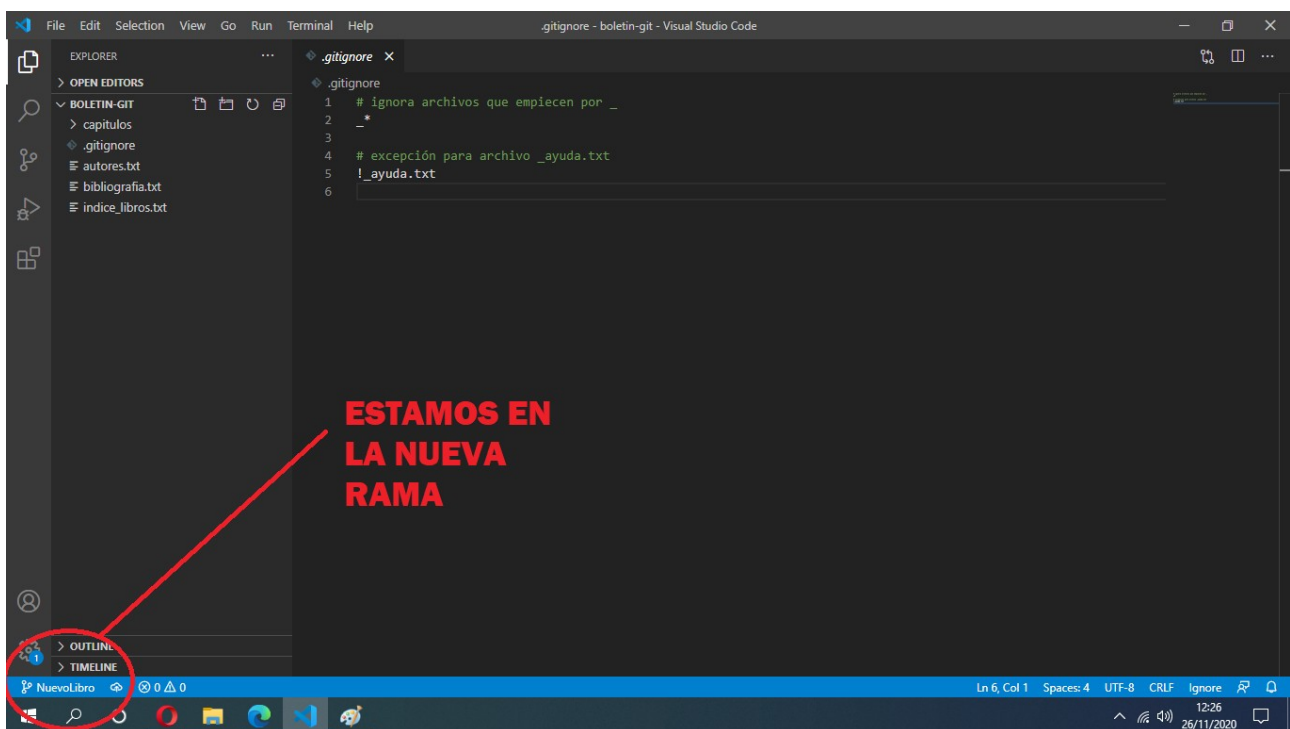 File Edit Selection View Go Run Terminal Help .gitignore - boletin-git - Visual Studio Code
EXPLORER
.gitignore
OPEN EDITORS
.gitignore
BOLETIN-GIT
capitulos
.gitignore
autores.txt
bibliografia.txt
indice_libros.txt
1 # ignora archivos que empiecen por _
2 _*
3
4 # excepción para archivo _ayuda.txt
5 !_ayuda.txt
6
ESTAMOS EN
LA NUEVA
RAMA
1
OUTLINE
TIMELINE
NuevoLibro 0 0 Ln 6, Col 1 Spaces: 4 UTF-8 CRLF Ignore
12:26
26/11/2020